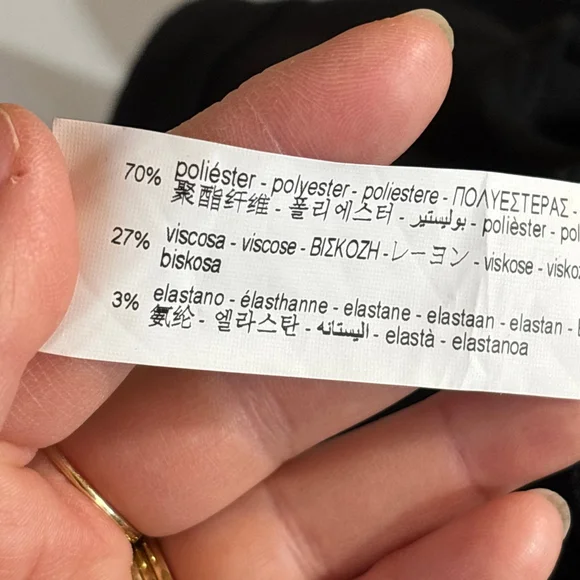 70% poliéster - polyester - poliestere - ΠΟΛΥΕΣΤΕΡΑΣ -
聚酯纤维 - 폴리에스터 - بوليستير - polièster -
27% viscosa - viscose - ΒΙΣΚΟΖΗ - レーヨン - viskose -
biskosa
3% elastano - élasthanne - elastane - elastaan - elastan -
氨纶 - 엘라스탄 - اليستانه - elastà - elastanoa